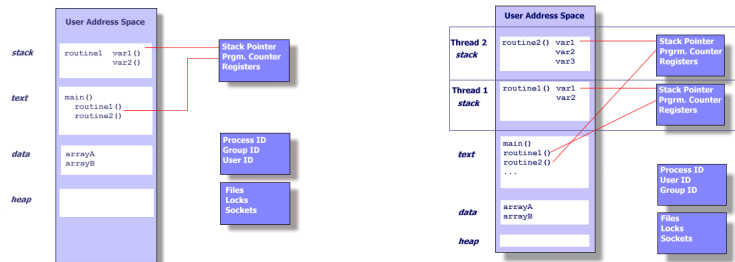 User Address Space
stack
routine1 var1()
var2()
Stack Pointer
Prgrm. Counter
Registers
text
main()
routine1()
routine2()
Process ID
Group ID
User ID
data
arrayA
arrayB
Files
Locks
Sockets
heap
User Address Space
Thread 2
stack
routine2() var1
var2
var3
Stack Pointer
Prgrm. Counter
Registers
Thread 1
stack
routine1() var1
var2
Stack Pointer
Prgrm. Counter
Registers
text
main()
routine1()
routine2()
...
Process ID
User ID
Group ID
data
arrayA
arrayB
Files
Locks
Sockets
heap